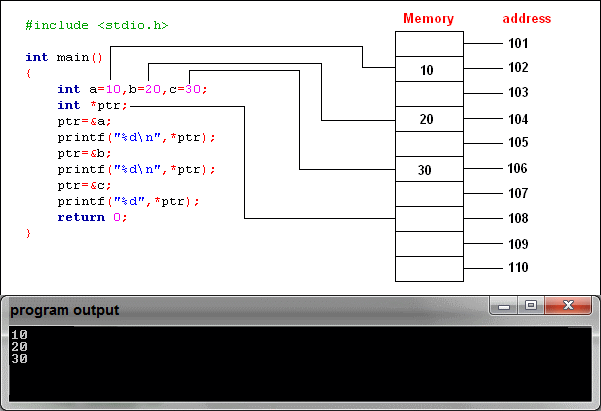 #include <stdio.h>
int main()
{
int a=10,b=20,c=30;
int *ptr;
ptr=&a;
printf("%d\n",*ptr);
ptr=&b;
printf("%d\n",*ptr);
ptr=&c;
printf("%d",*ptr);
return 0;
}
Memory address
101
10 102
103
20 104
105
30 106
107
108
109
110
program output
10
20
30